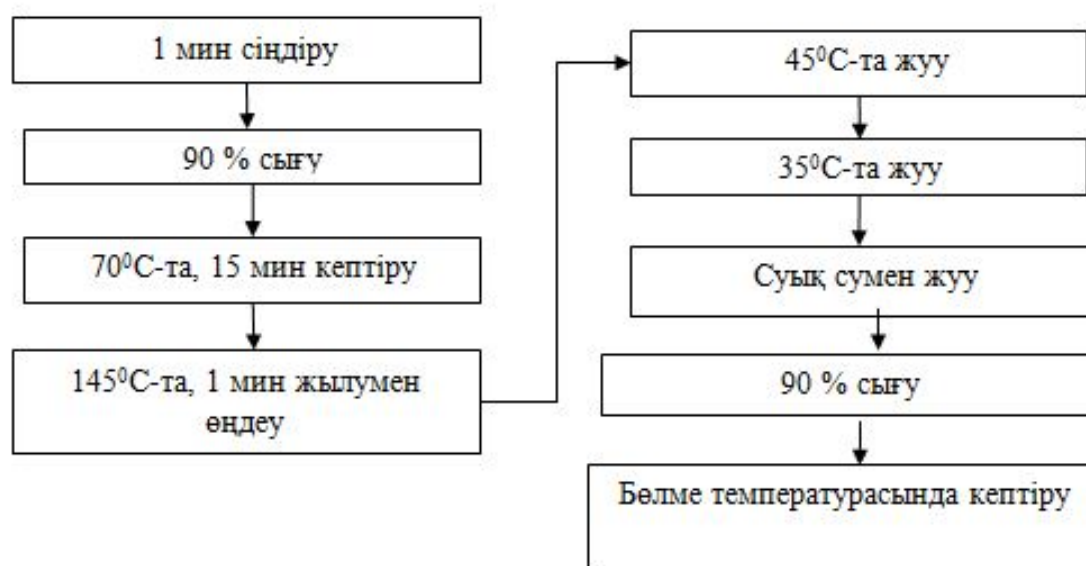 1 мин сіңдіру
90 % сығу
70⁰С-та, 15 мин кептіру
145⁰С-та, 1 мин жылумен
өңдеу
45⁰С-та жуу
35⁰С-та жуу
Суық сумен жуу
90 % сығу
Бөлме температурасында кептіру